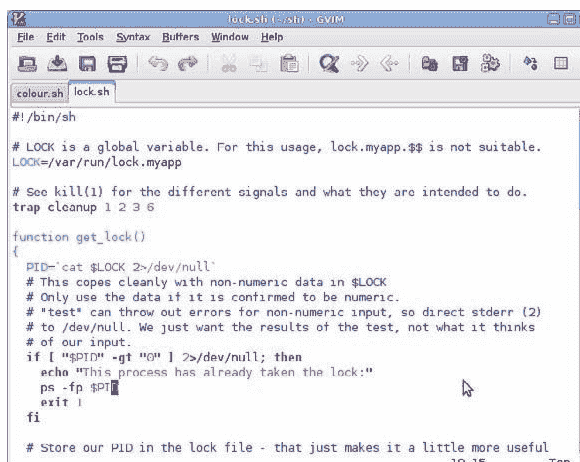 lock.sh (~/sh) - GVIM
File Edit Tools Syntax Buffers Window Help
colour.sh lock.sh
#!/bin/sh
# LOCK is a global variable. For this usage, lock.myapp.$$ is not suitable.
LOCK=/var/run/lock.myapp
# See kill(1) for the different signals and what they are intended to do.
trap cleanup 1 2 3 6
function get_lock()
{
PID=`cat $LOCK 2>/dev/null`
# This copes cleanly with non-numeric data in $LOCK
# Only use the data if it is confirmed to be numeric.
# "test" can throw out errors for non-numeric input, so direct stderr (2)
# to /dev/null. We just want the results of the test, not what it thinks
# of our input.
if [ "$PID" -gt "0" ] 2>/dev/null; then
echo "This process has already taken the lock:"
ps -fp $PID
exit 1
fi
# Store our PID in the lock file - that just makes it a little more useful
Top